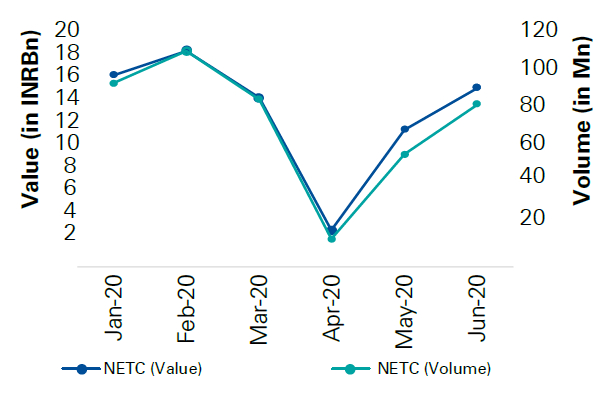 Value (in INRBn)
20
18
16
14
12
10
8
6
4
2
120
100
80
60
40
20
Volume (in Mn)
Jan-20
Feb-20
Mar-20
Apr-20
May-20
Jun-20
NETC (Value)
NETC (Volume)